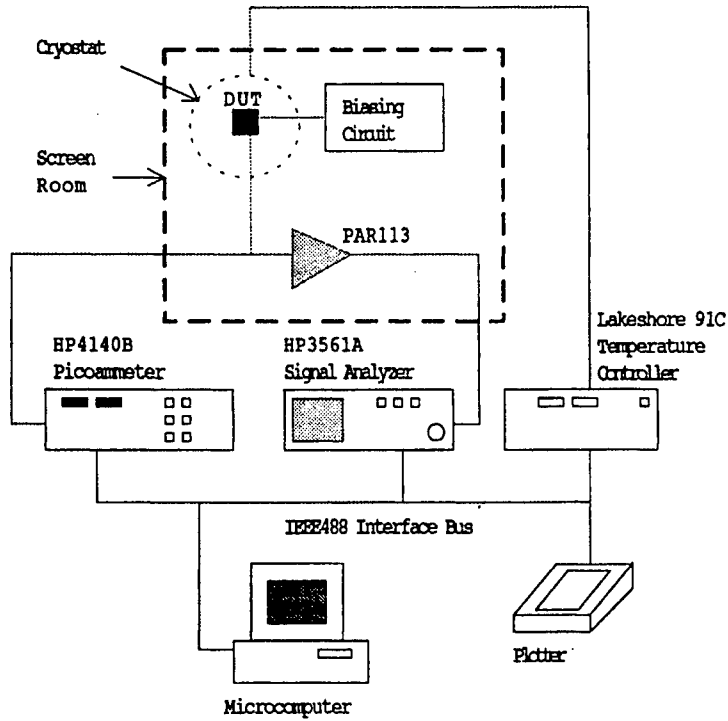 Cryostat
DUT
Biasing
Circuit
Screen
Room
PAR113
Lakeshore 91C
Temperature
Controller
HP4140B
Picoammeter
HP3561A
Signal Analyzer
IEEE488 Interface Bus
Plotter
Microcomputer